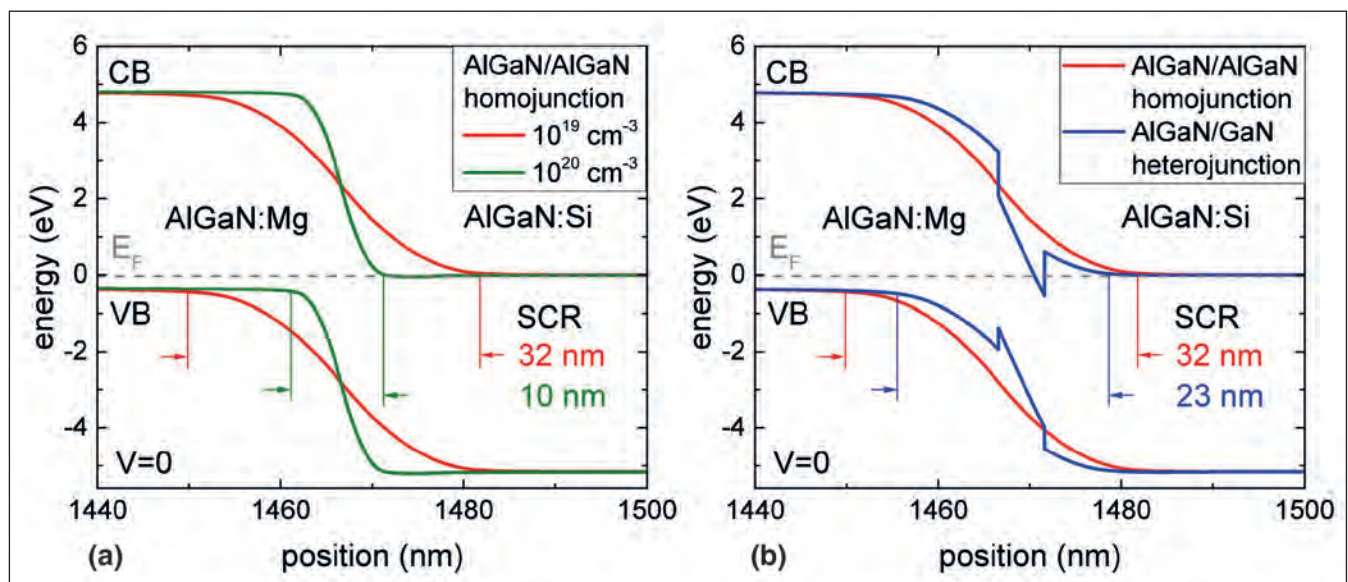 6
4
2
0
-2
-4
energy (eV)
CB
VB
E_F
AlGaN:Mg
AlGaN:Si
AlGaN/AlGaN
homojunction
10^19 cm^-3
10^20 cm^-3
SCR
32 nm
10 nm
V=0
1440 1460 1480 1500
(a) position (nm)
6
4
2
0
-2
-4
energy (eV)
CB
VB
E_F
AlGaN:Mg
AlGaN:Si
AlGaN/AlGaN
homojunction
AlGaN/GaN
heterojunction
SCR
32 nm
23 nm
V=0
1440 1460 1480 1500
(b) position (nm)